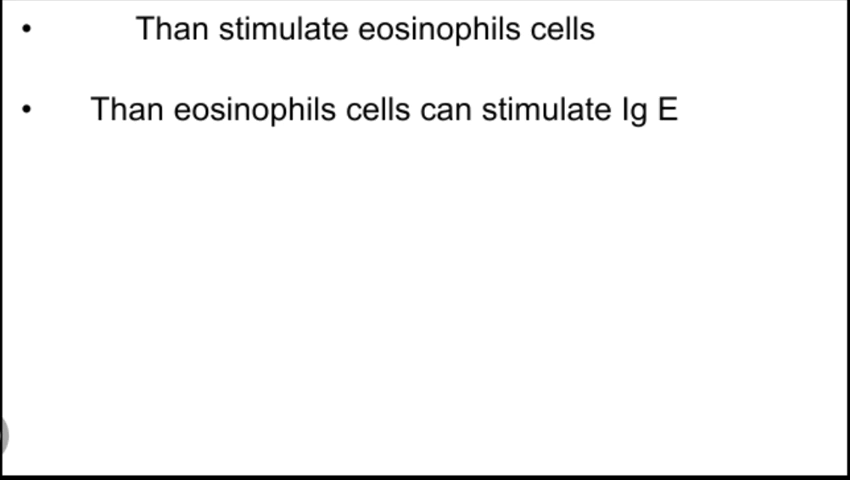 • Than stimulate eosinophils cells
• Than eosinophils cells can stimulate Ig E